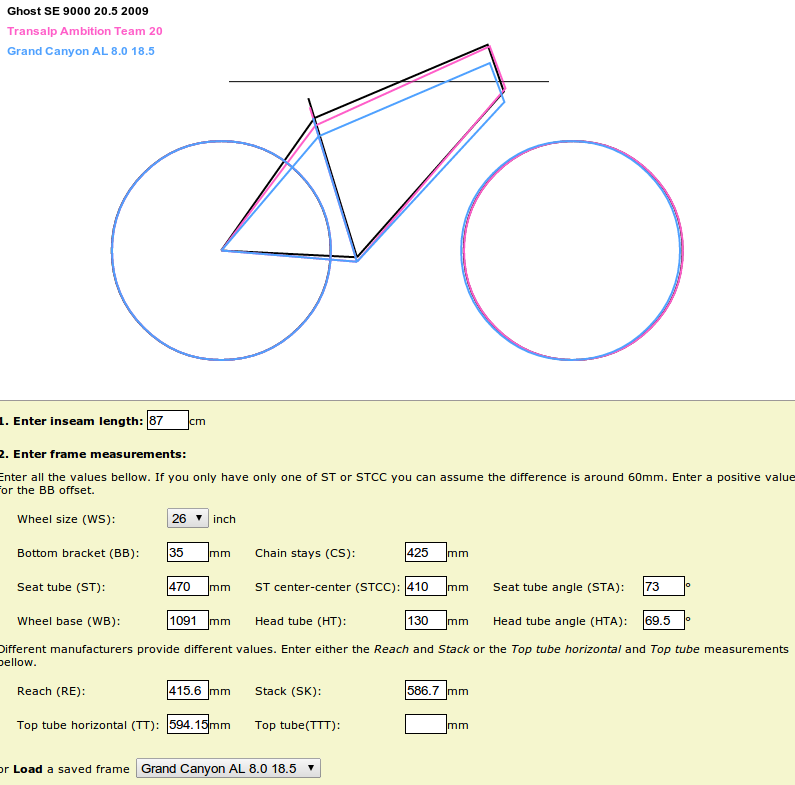 Ghost SE 9000 20.5 2009
Transalp Ambition Team 20
Grand Canyon AL 8.0 18.5
1. Enter inseam length: 87 cm
2. Enter frame measurements:
Enter all the values bellow. If you only have only one of ST or STCC you can assume the difference is around 60mm. Enter a positive value
for the BB offset.
Wheel size (WS): 26 inch
Bottom bracket (BB): 35 mm Chain stays (CS): 425 mm
Seat tube (ST): 470 mm ST center-center (STCC): 410 mm Seat tube angle (STA): 73 º
Wheel base (WB): 1091 mm Head tube (HT): 130 mm Head tube angle (HTA): 69.5 º
Different manufacturers provide different values. Enter either the Reach and Stack or the Top tube horizontal and Top tube measurements
bellow.
Reach (RE): 415.6 mm Stack (SK): 586.7 mm
Top tube horizontal (TT): 594.15 mm Top tube(TTT): mm
or Load a saved frame Grand Canyon AL 8.0 18.5